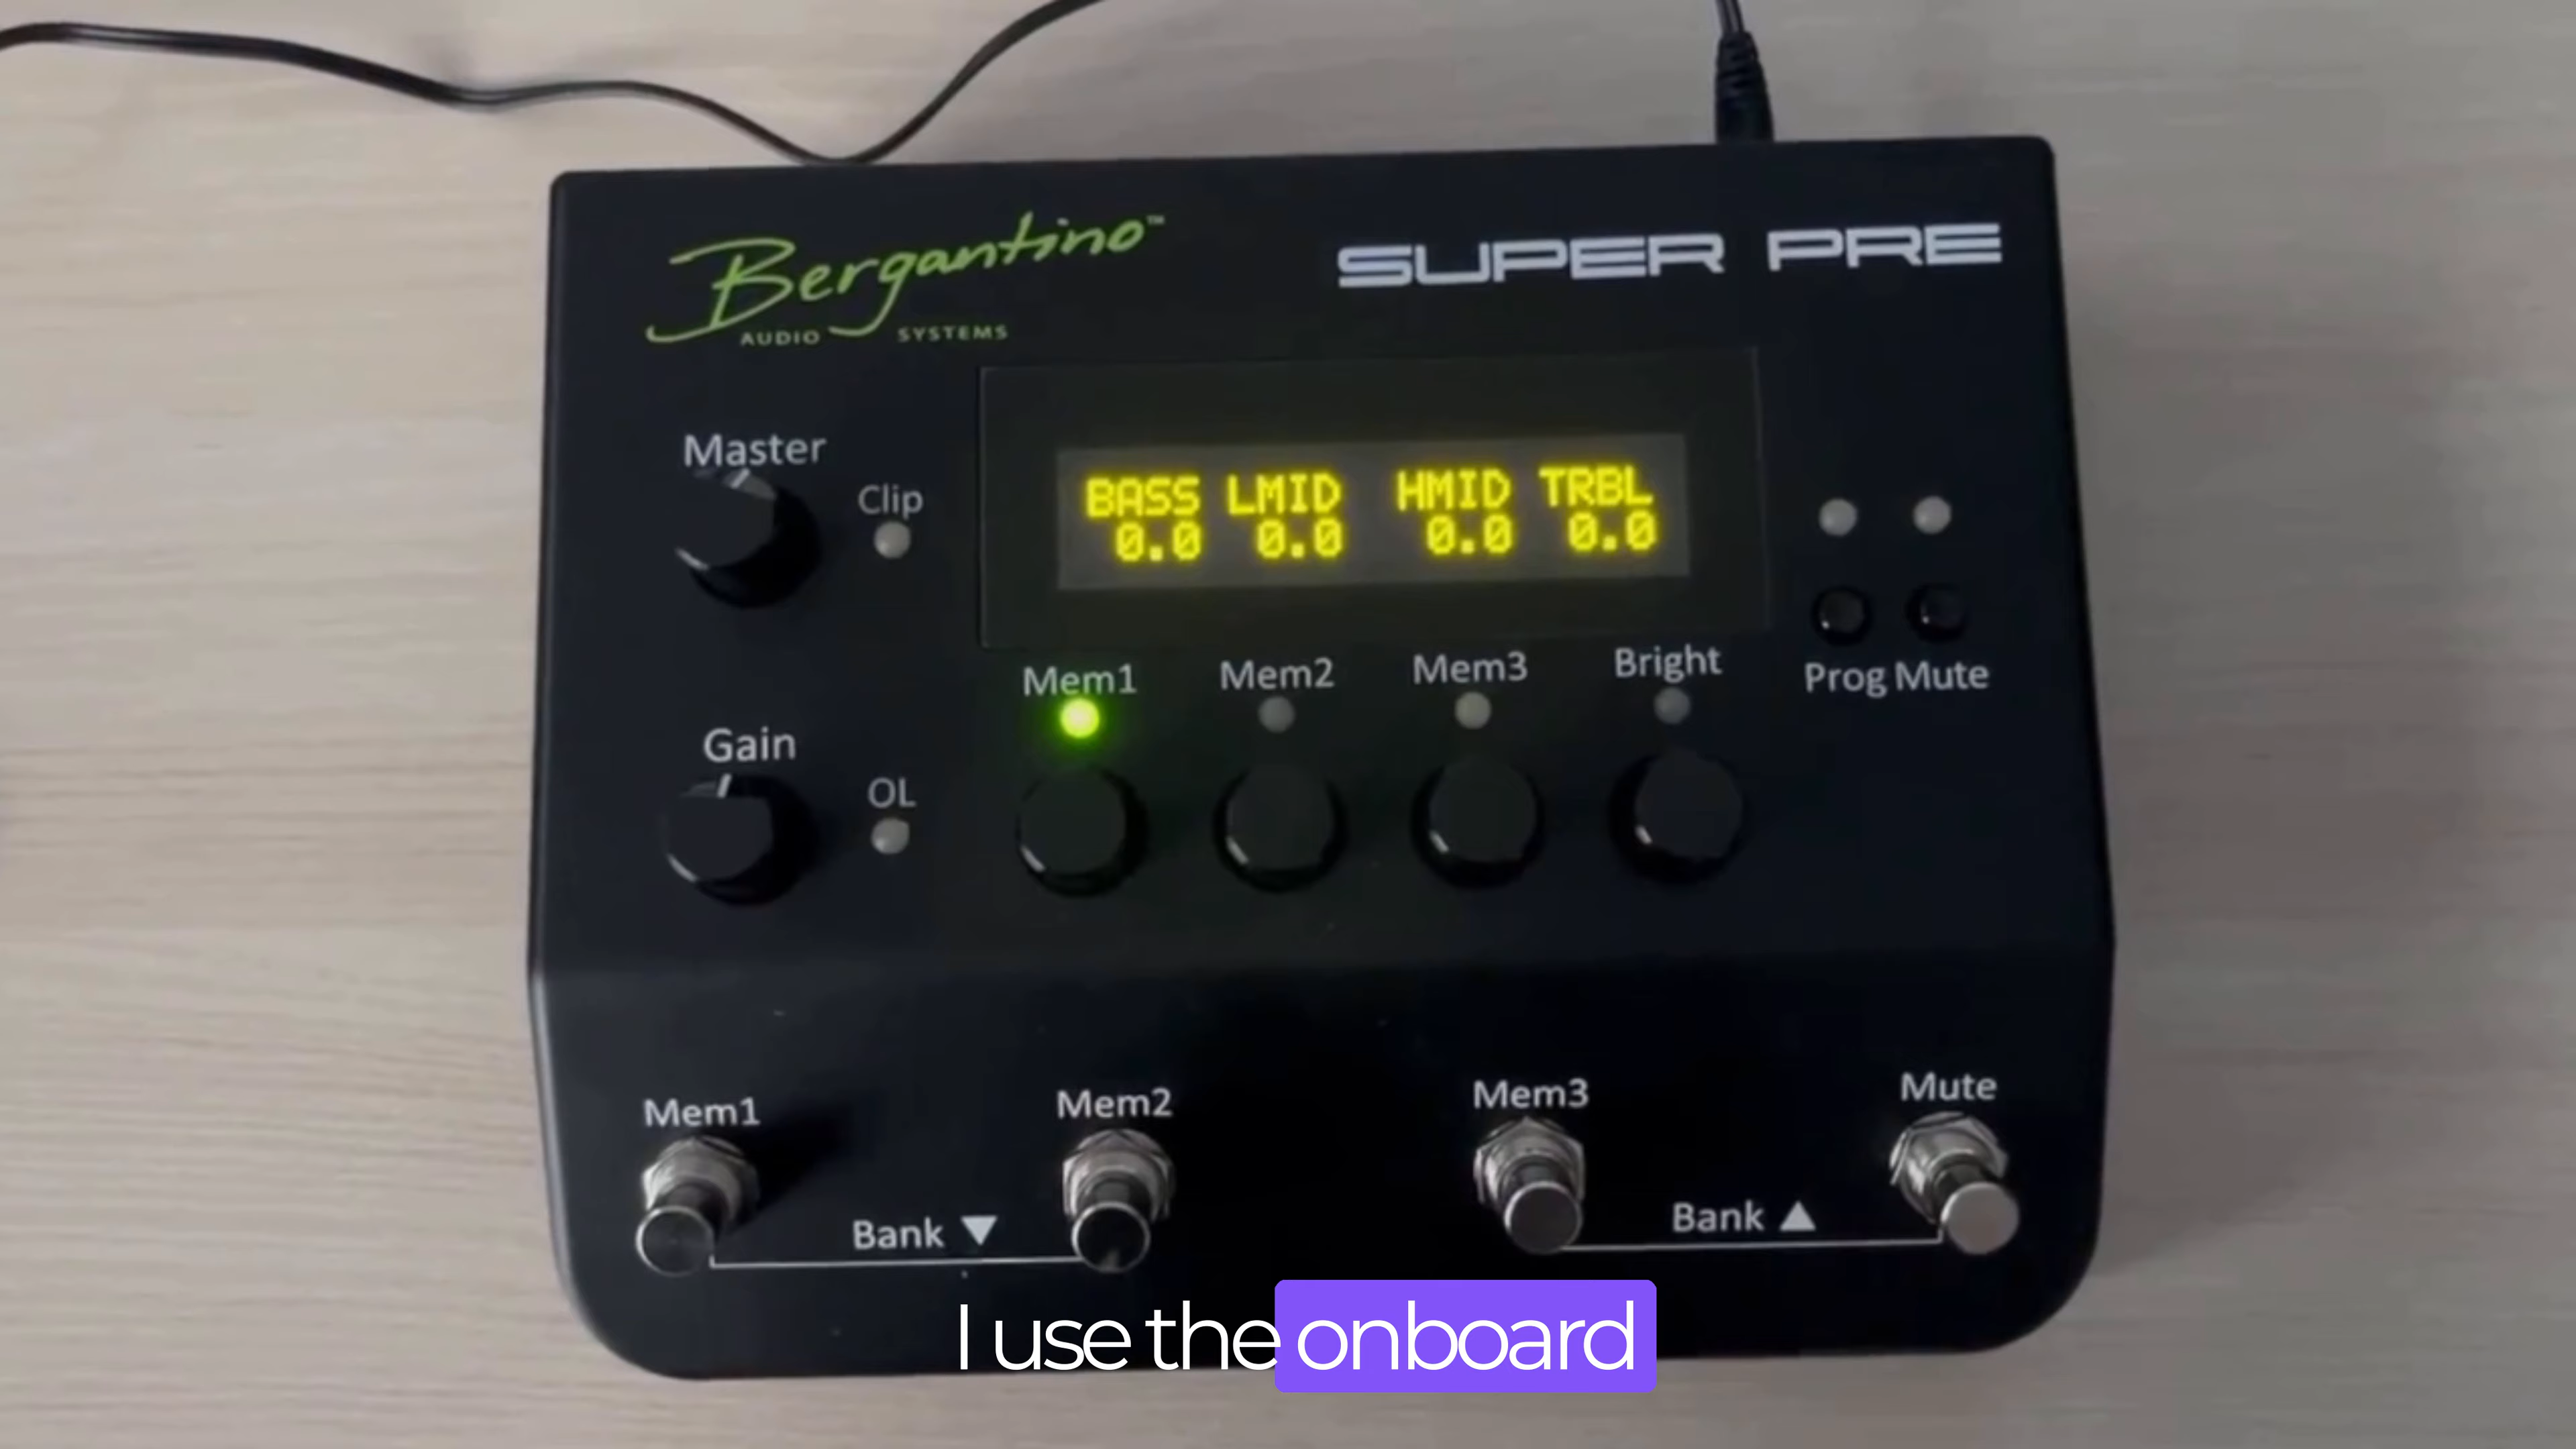 Bergantino™
AUDIO SYSTEMS
SUPER PRE
Master
Clip
BASS LMID HMID TRBL
0.0 0.0 0.0 0.0
Mem1 Mem2 Mem3 Bright
Prog Mute
Gain
OL
Mem1 Mem2 Mem3 Mute
Bank ▼ Bank ▲
I use the onboard